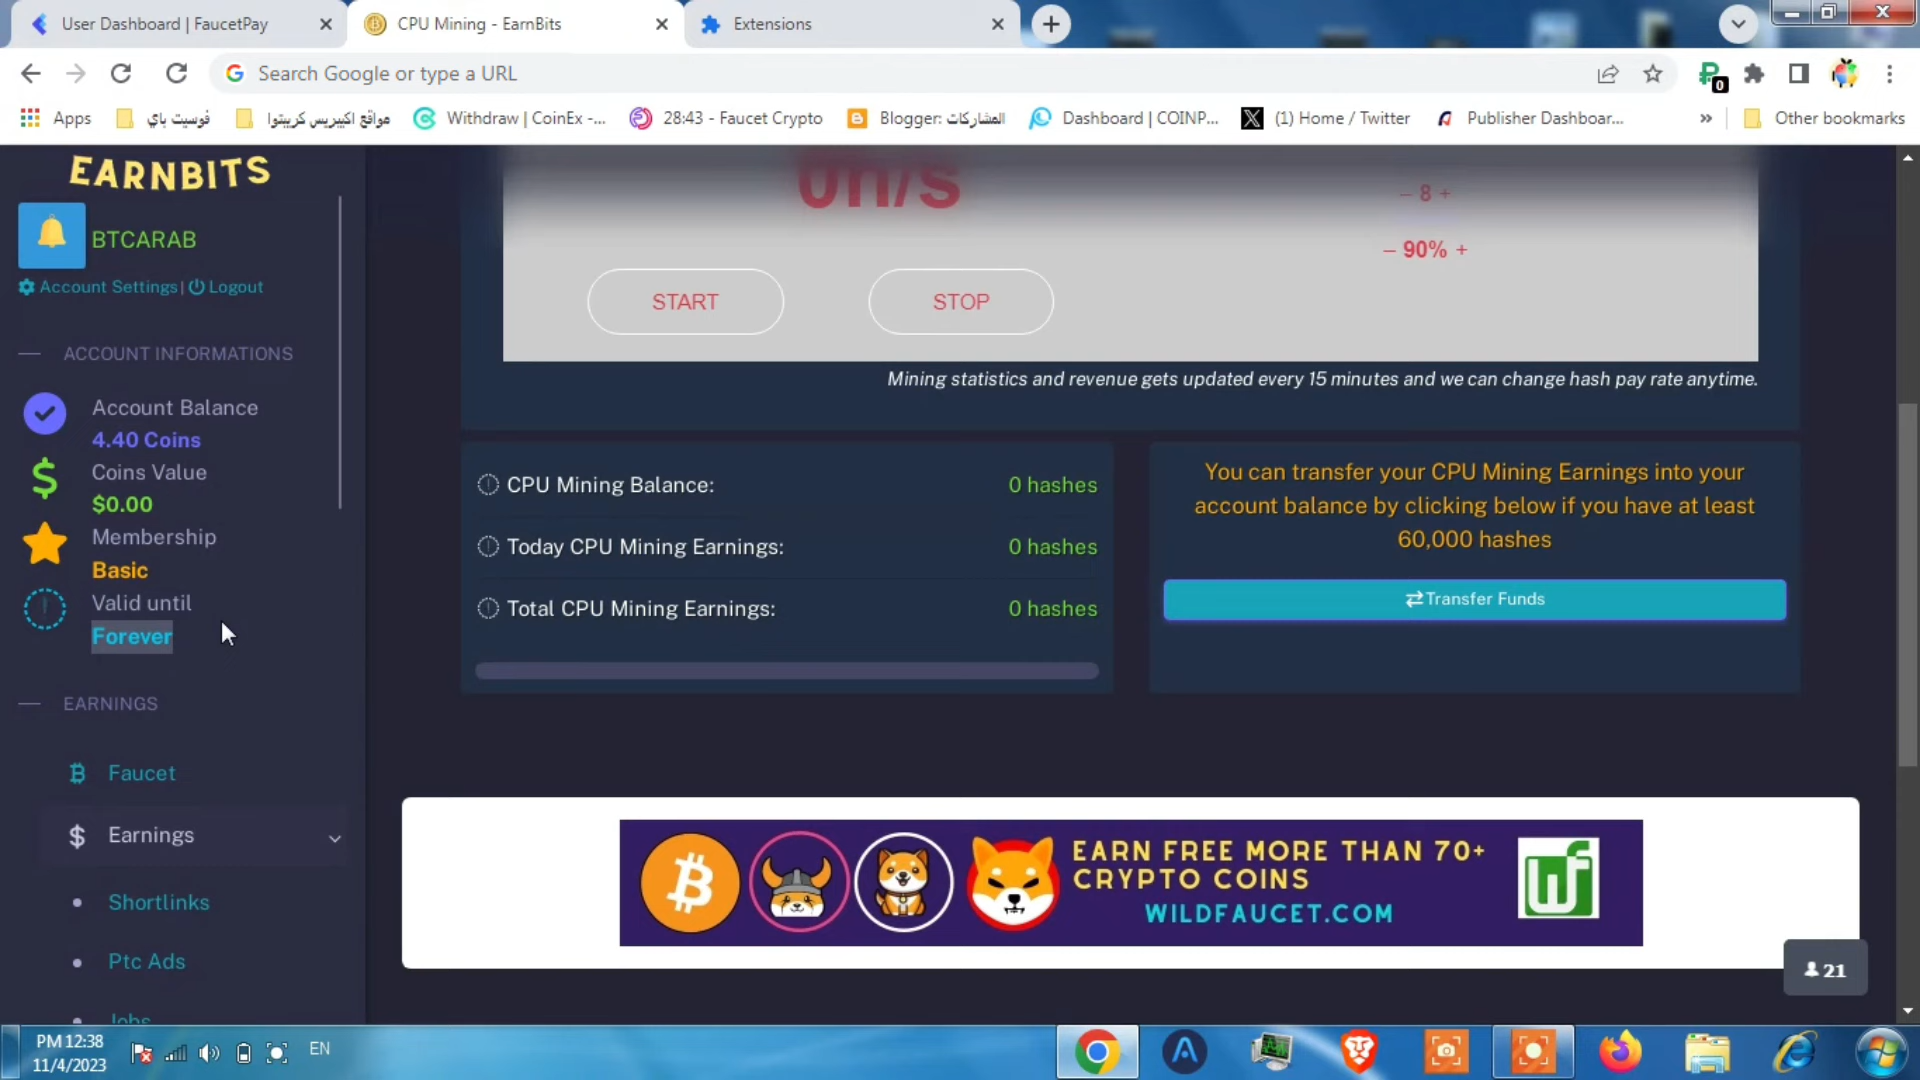 User Dashboard | FaucetPay
CPU Mining - EarnBits
Extensions
Search Google or type a URL
0
Apps
فوسيت باي
مواقع اكبيريس كريبتوا
Withdraw | CoinEx -...
28:43 - Faucet Crypto
Blogger: المشاركات
Dashboard | COINP...
(1) Home / Twitter
Publisher Dashboar...
»
Other bookmarks
EARNBITS
BTCARAB
Account Settings | Logout
ACCOUNT INFORMATIONS
Account Balance
4.40 Coins
Coins Value
$0.00
Membership
Basic
Valid until
Forever
EARNINGS
Faucet
Earnings
Shortlinks
Ptc Ads
Jobs
0h/s
– 8 +
– 90% +
START
STOP
Mining statistics and revenue gets updated every 15 minutes and we can change hash pay rate anytime.
CPU Mining Balance: 0 hashes
Today CPU Mining Earnings: 0 hashes
Total CPU Mining Earnings: 0 hashes
You can transfer your CPU Mining Earnings into your
account balance by clicking below if you have at least
60,000 hashes
Transfer Funds
EARN FREE MORE THAN 70+
CRYPTO COINS
WILDFAUCET.COM
21
PM 12:38
11/4/2023
EN